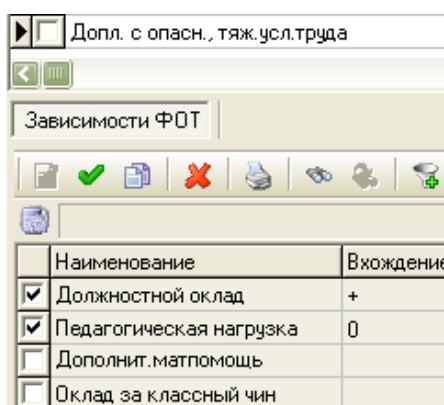 Допл. с опасн., тяж.усл.труда
Зависимости ФОТ
Наименование Вхождение
Должностной оклад +
Педагогическая нагрузка 0
Дополнит.матпомощь
Оклад за классный чин